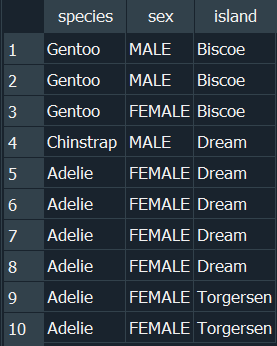 species sex island
1 Gentoo MALE Biscoe
2 Gentoo MALE Biscoe
3 Gentoo FEMALE Biscoe
4 Chinstrap MALE Dream
5 Adelie FEMALE Dream
6 Adelie FEMALE Dream
7 Adelie FEMALE Dream
8 Adelie FEMALE Dream
9 Adelie FEMALE Torgersen
10 Adelie FEMALE Torgersen